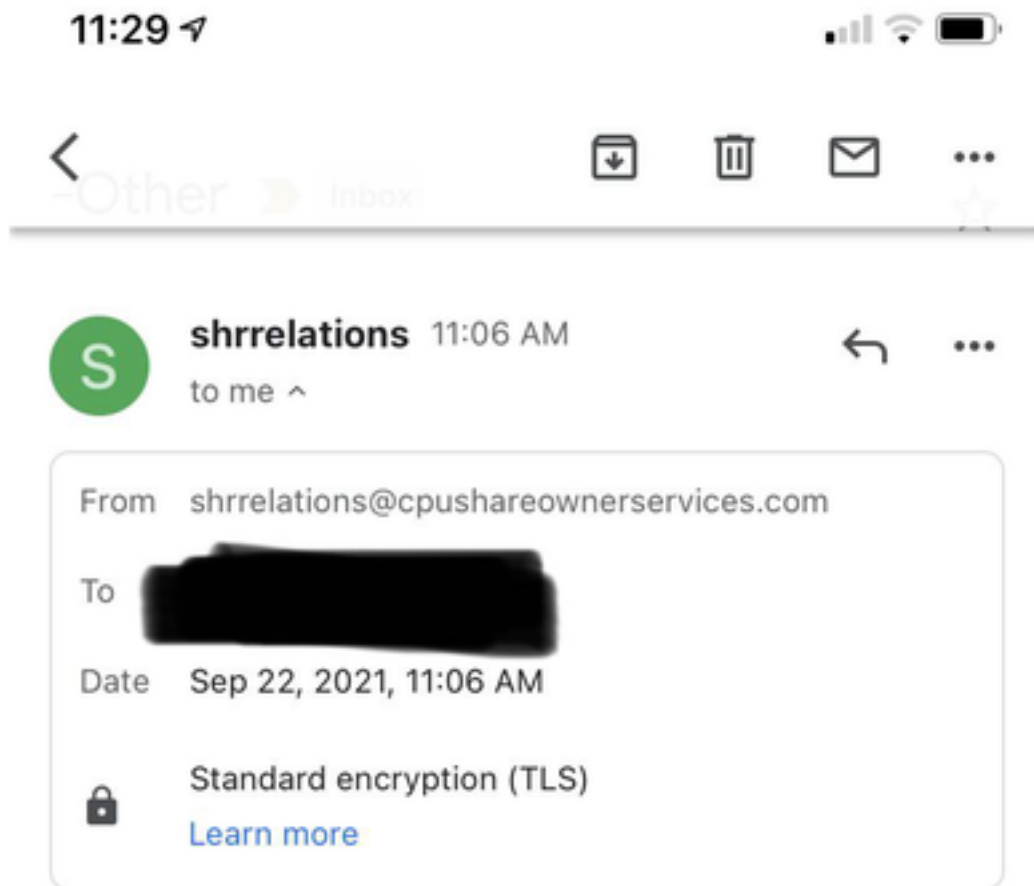 11:29
-Other Inbox
S
shrrelations 11:06 AM
to me
From shrrelations@cpushareownerservices.com
To
Date Sep 22, 2021, 11:06 AM
Standard encryption (TLS)
Learn more